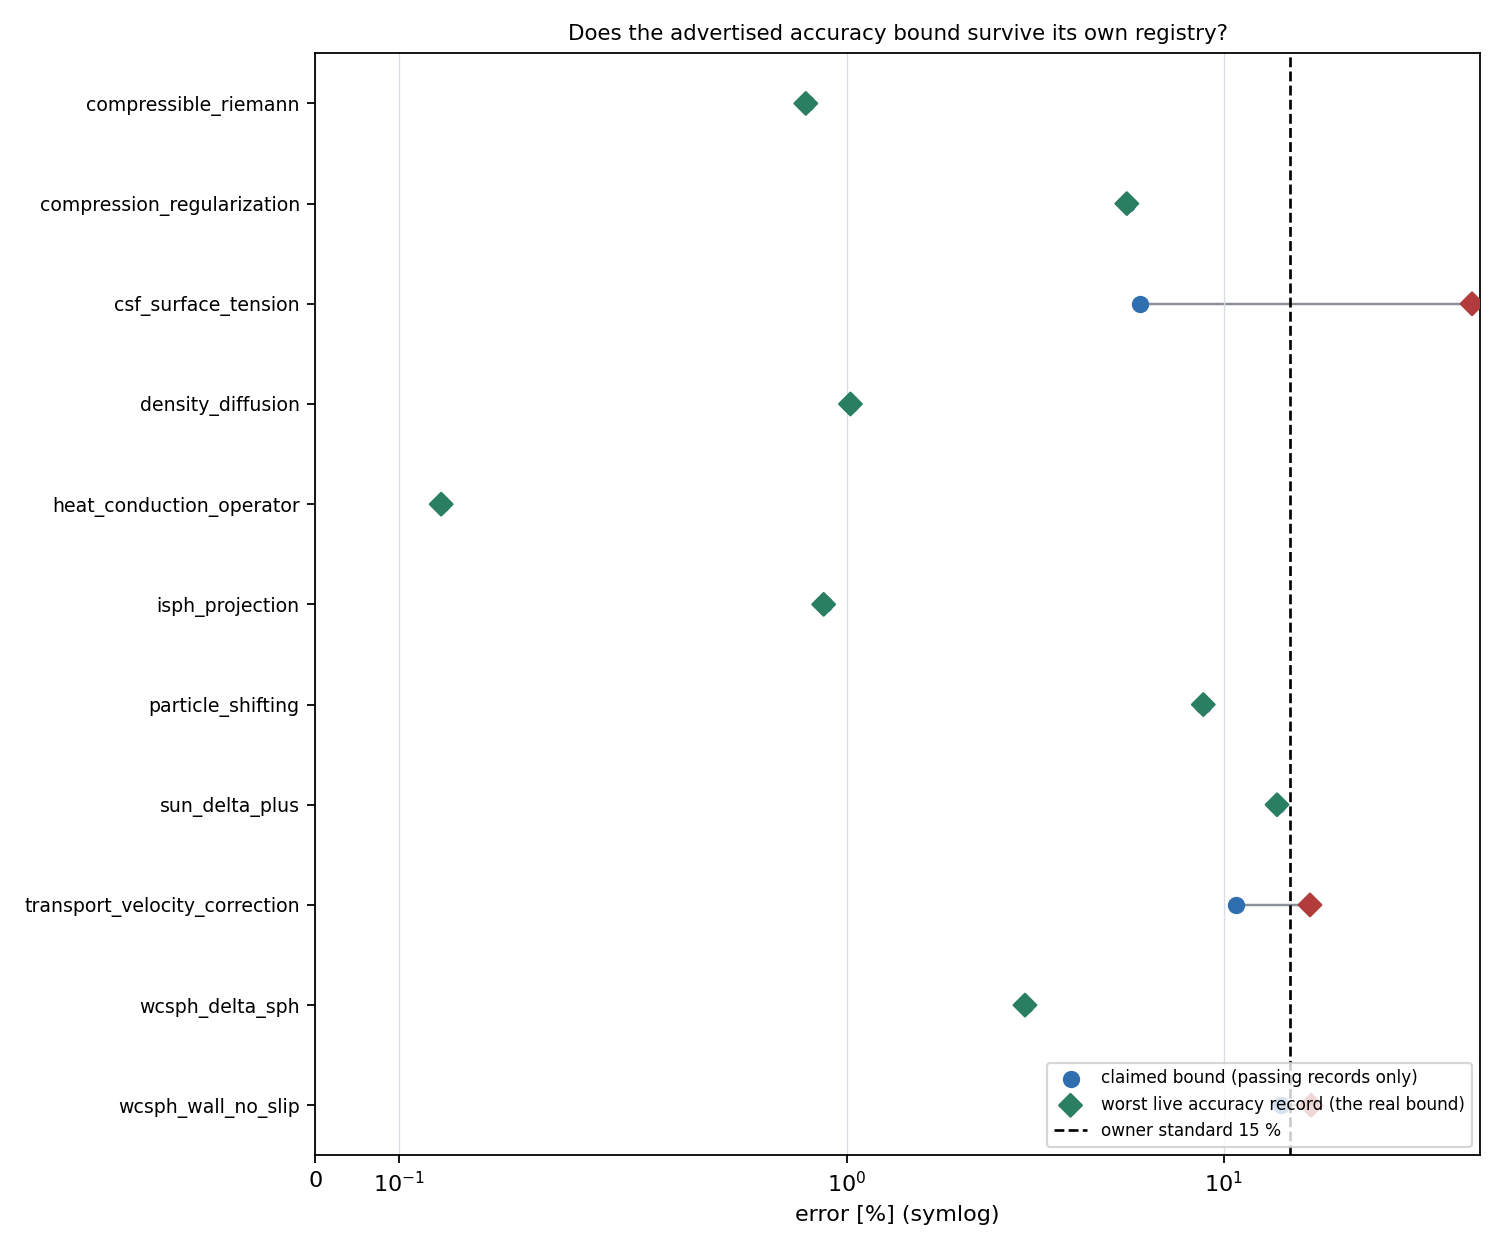 Does the advertised accuracy bound survive its own registry?
compressible_riemann
compression_regularization
csf_surface_tension
density_diffusion
heat_conduction_operator
isph_projection
particle_shifting
sun_delta_plus
transport_velocity_correction
wcsph_delta_sph
wcsph_wall_no_slip
claimed bound (passing records only)
worst live accuracy record (the real bound)
owner standard 15 %
0 10⁻¹ 10⁰ 10¹
error [%] (symlog)